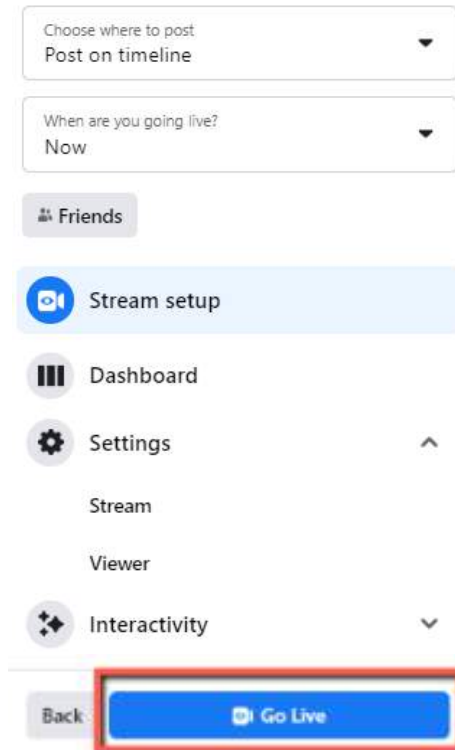 Choose where to post
Post on timeline
When are you going live?
Now
Friends
Stream setup
Dashboard
Settings
Stream
Viewer
Interactivity
Back
Go Live